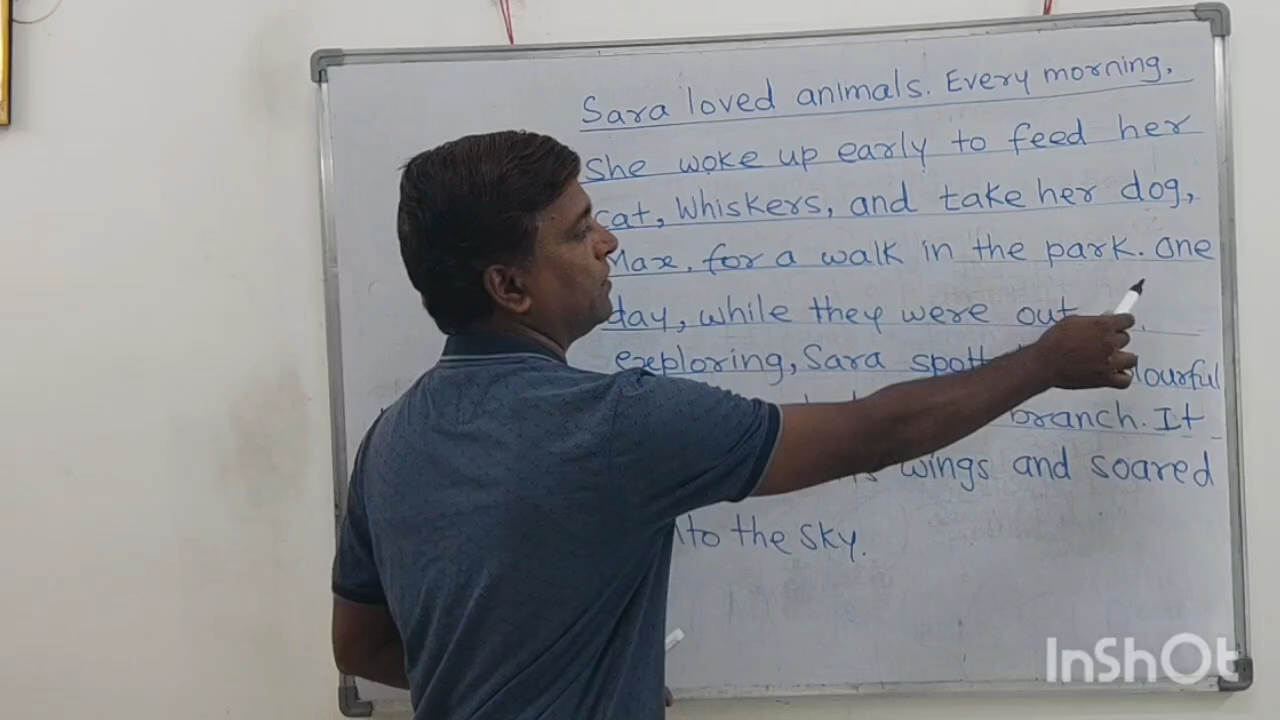 Sara loved animals. Every morning,
She woke up early to feed her
cat, Whiskers, and take her dog,
Max, for a walk in the park. One
day, while they were out
exploring, Sara
branch. It
wings and soared
to the sky.
InShOt